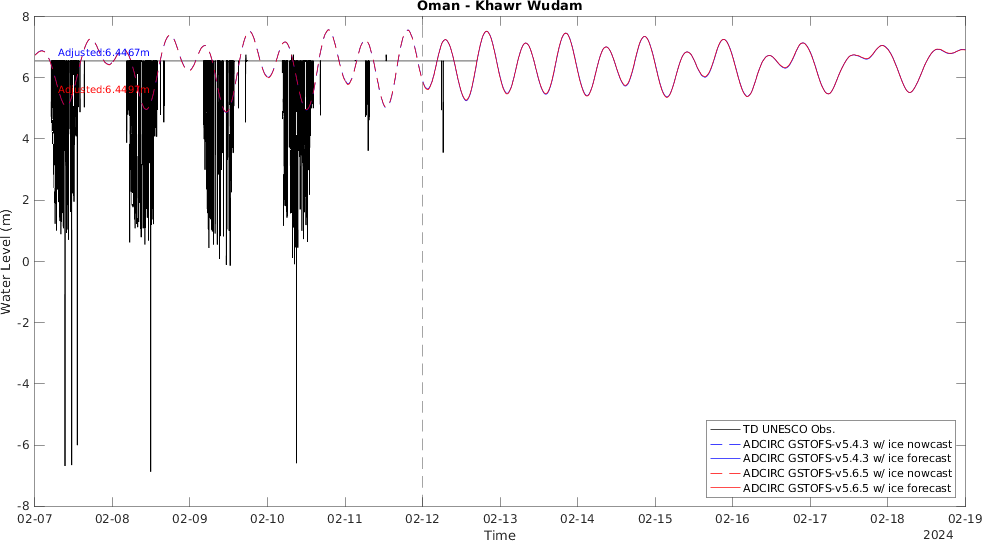 Oman - Khawr Wudam
8
6
4
2
0
-2
-4
-6
-8
Water Level (m)
Adjusted:6.4467m
Adjusted:6.4497m
TD UNESCO Obs.
ADCIRC GSTOFS-v5.4.3 w/ ice nowcast
ADCIRC GSTOFS-v5.4.3 w/ ice forecast
ADCIRC GSTOFS-v5.6.5 w/ ice nowcast
ADCIRC GSTOFS-v5.6.5 w/ ice forecast
02-07 02-08 02-09 02-10 02-11 02-12 02-13 02-14 02-15 02-16 02-17 02-18 02-19
Time
2024